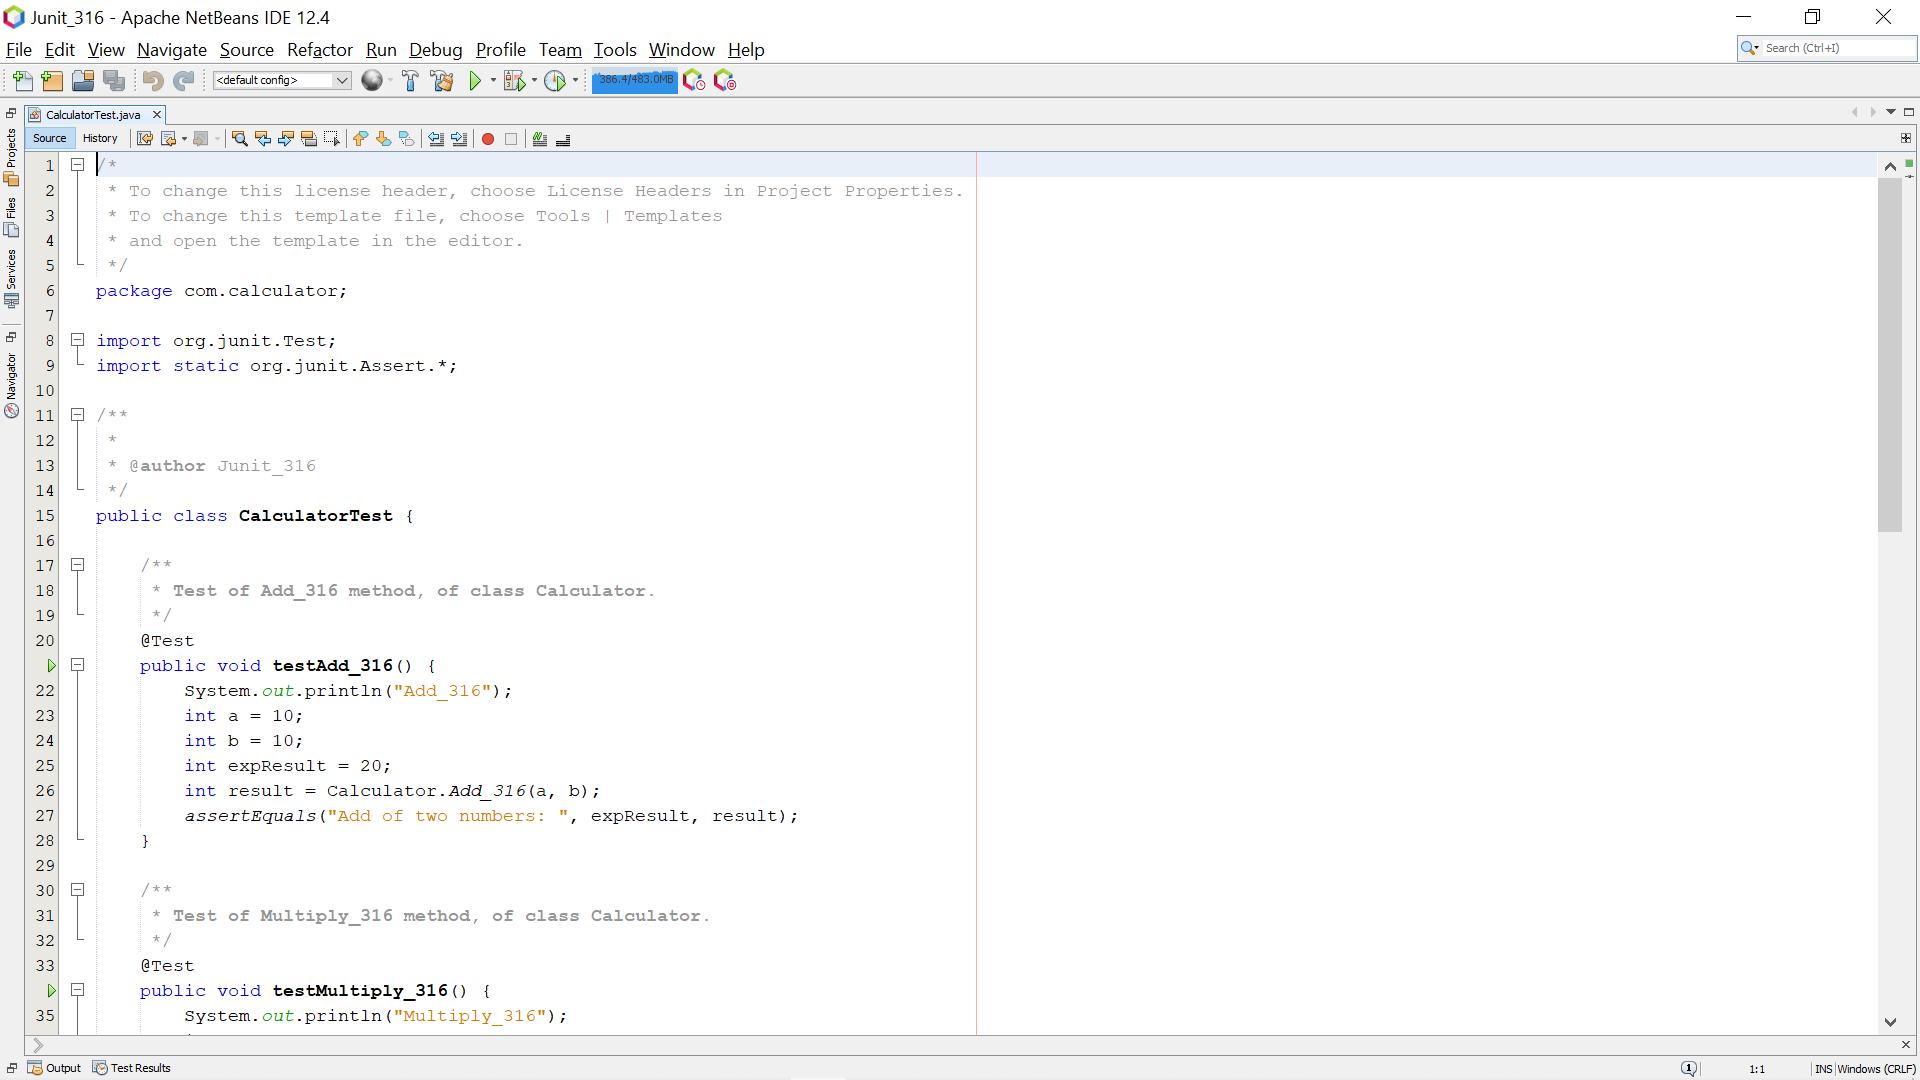 Junit_316 - Apache NetBeans IDE 12.4
File Edit View Navigate Source Refactor Run Debug Profile Team Tools Window Help
Search (Ctrl+I)
<default config>
386.4/483.0MB
CalculatorTest.java
Source History
Projects
Files
Services
Navigator
1 /*
2 * To change this license header, choose License Headers in Project Properties.
3 * To change this template file, choose Tools | Templates
4 * and open the template in the editor.
5 */
6 package com.calculator;
7
8 import org.junit.Test;
9 import static org.junit.Assert.*;
10
11 /**
12 *
13 * @author Junit_316
14 */
15 public class CalculatorTest {
16
17 /**
18 * Test of Add_316 method, of class Calculator.
19 */
20 @Test
public void testAdd_316() {
22 System.out.println("Add_316");
23 int a = 10;
24 int b = 10;
25 int expResult = 20;
26 int result = Calculator.Add_316(a, b);
27 assertEquals("Add of two numbers: ", expResult, result);
28 }
29
30 /**
31 * Test of Multiply_316 method, of class Calculator.
32 */
33 @Test
public void testMultiply_316() {
35 System.out.println("Multiply_316");
Output Test Results
1:1 INS Windows (CRLF)